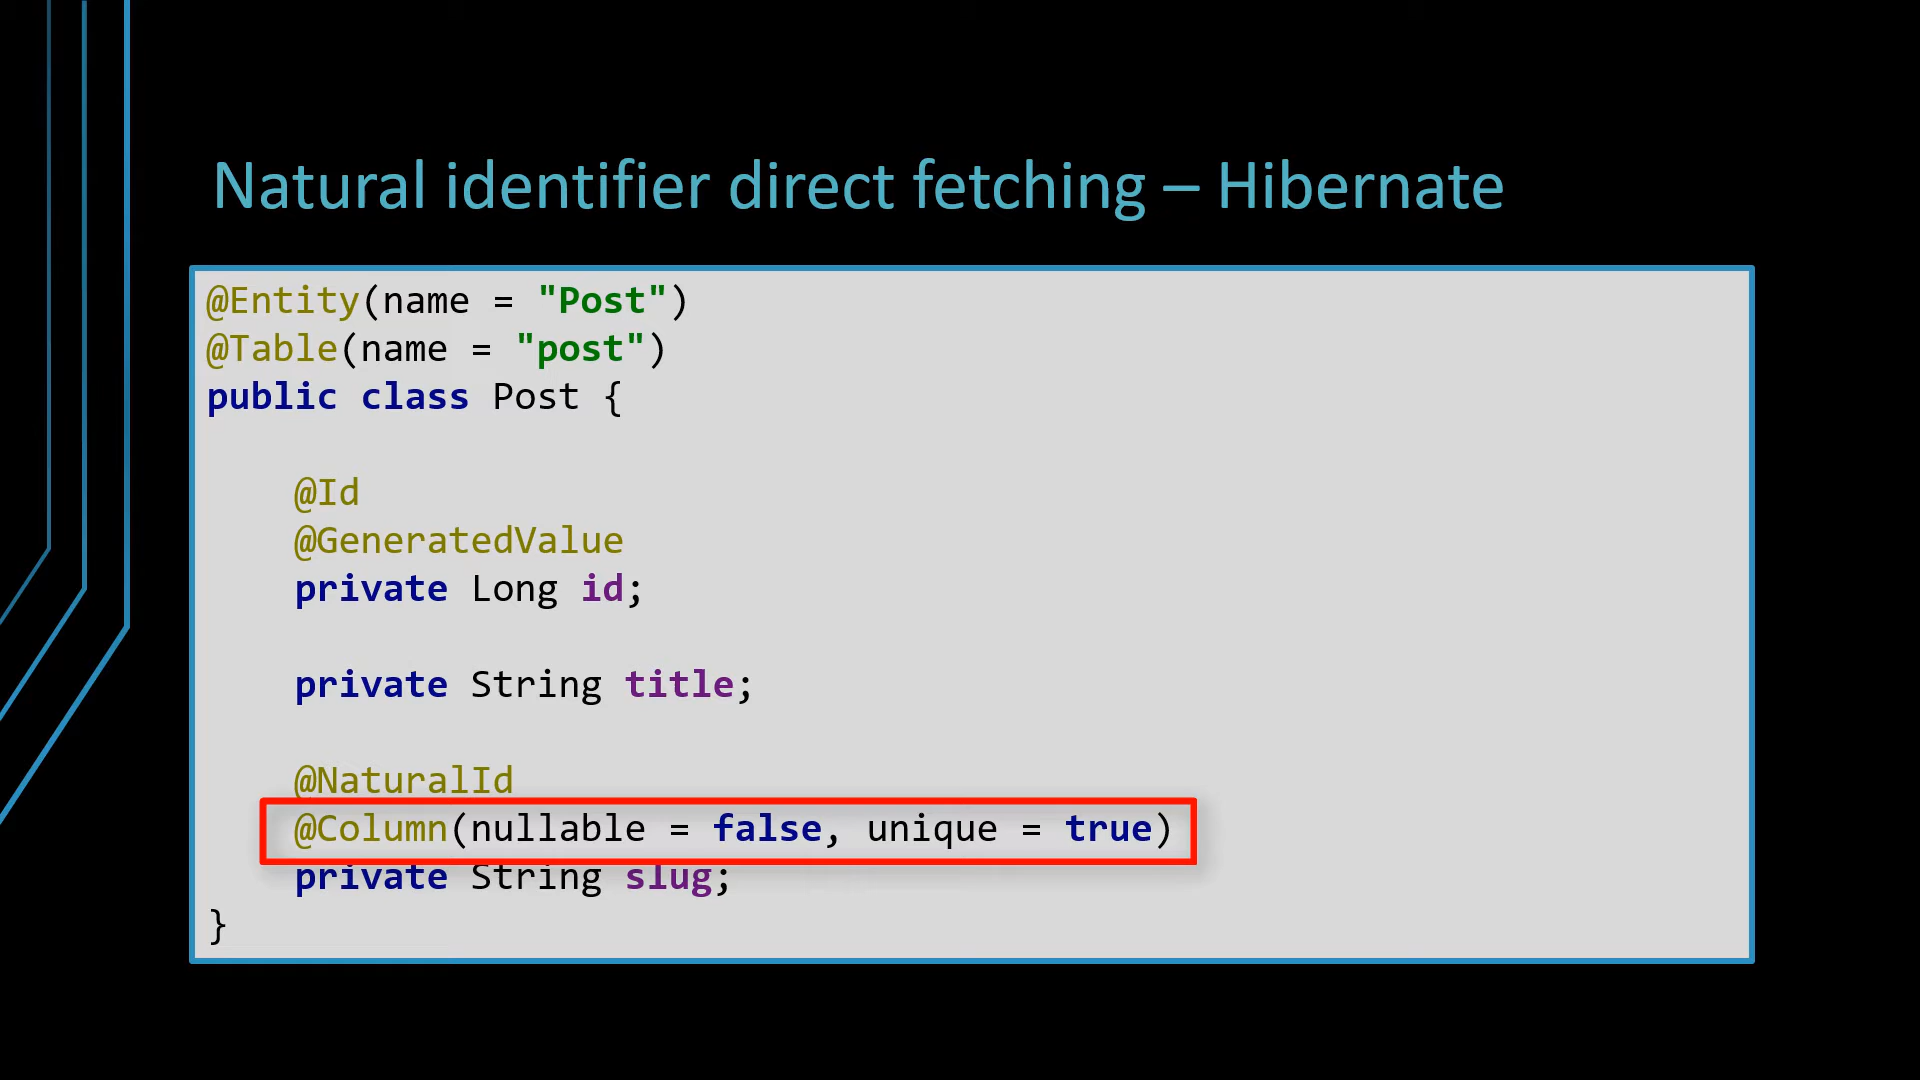 Natural identifier direct fetching – Hibernate
@Entity(name = "Post")
@Table(name = "post")
public class Post {
@Id
@GeneratedValue
private Long id;
private String title;
@NaturalId
@Column(nullable = false, unique = true)
private String slug;
}